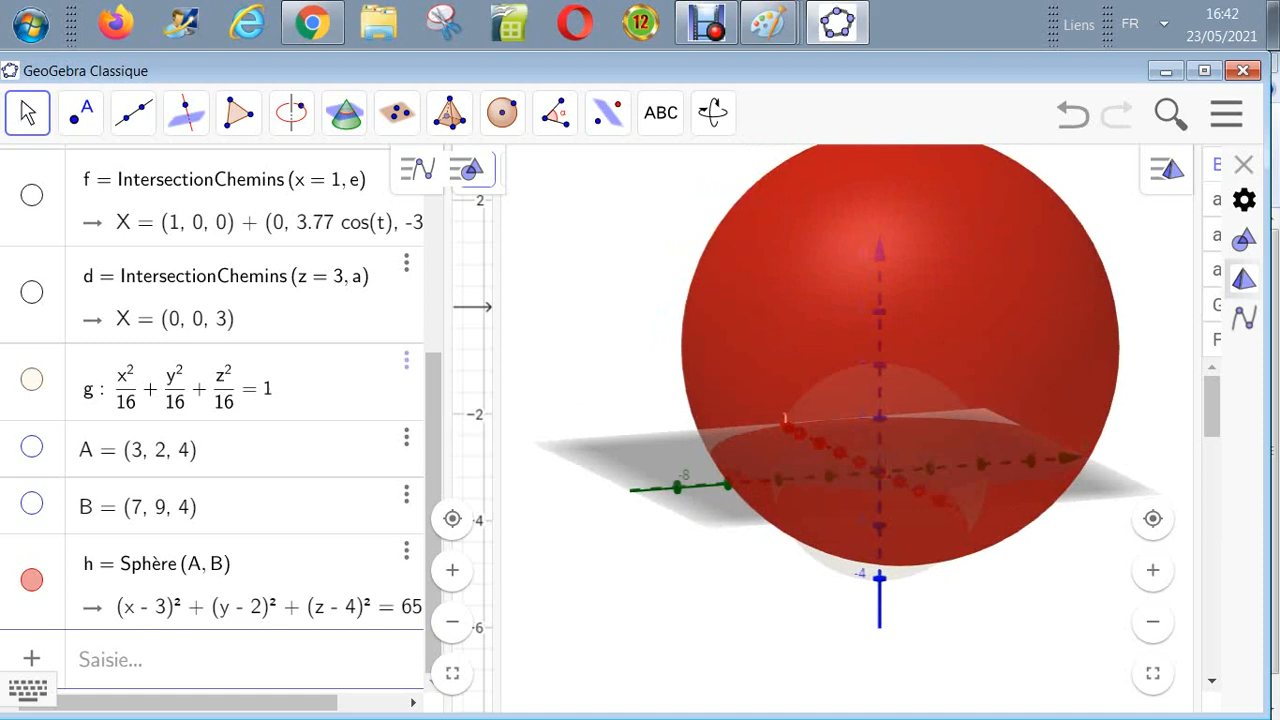 12
Liens
FR
16:42
23/05/2021
GeoGebra Classique
A
α
ABC
f = IntersectionChemins (x = 1, e)
→ X = (1, 0, 0) + (0, 3.77 cos(t), -3
d = IntersectionChemins (z = 3, a)
→ X = (0, 0, 3)
g : x²/16 + y²/16 + z²/16 = 1
A = (3, 2, 4)
B = (7, 9, 4)
h = Sphère (A, B)
→ (x - 3)² + (y - 2)² + (z - 4)² = 65
Saisie...
2
-2
-4
-6
-8
-4
B
a
a
a
G
F